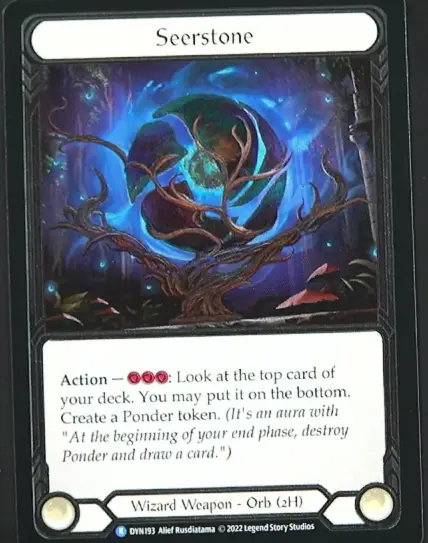 Seerstone
Action — : Look at the top card of
your deck. You may put it on the bottom.
Create a Ponder token. (It's an aura with
"At the beginning of your end phase, destroy
Ponder and draw a card.")
Wizard Weapon - Orb (2H)
R DYN193 Alief Rusdiatama © 2022 Legend Story Studios